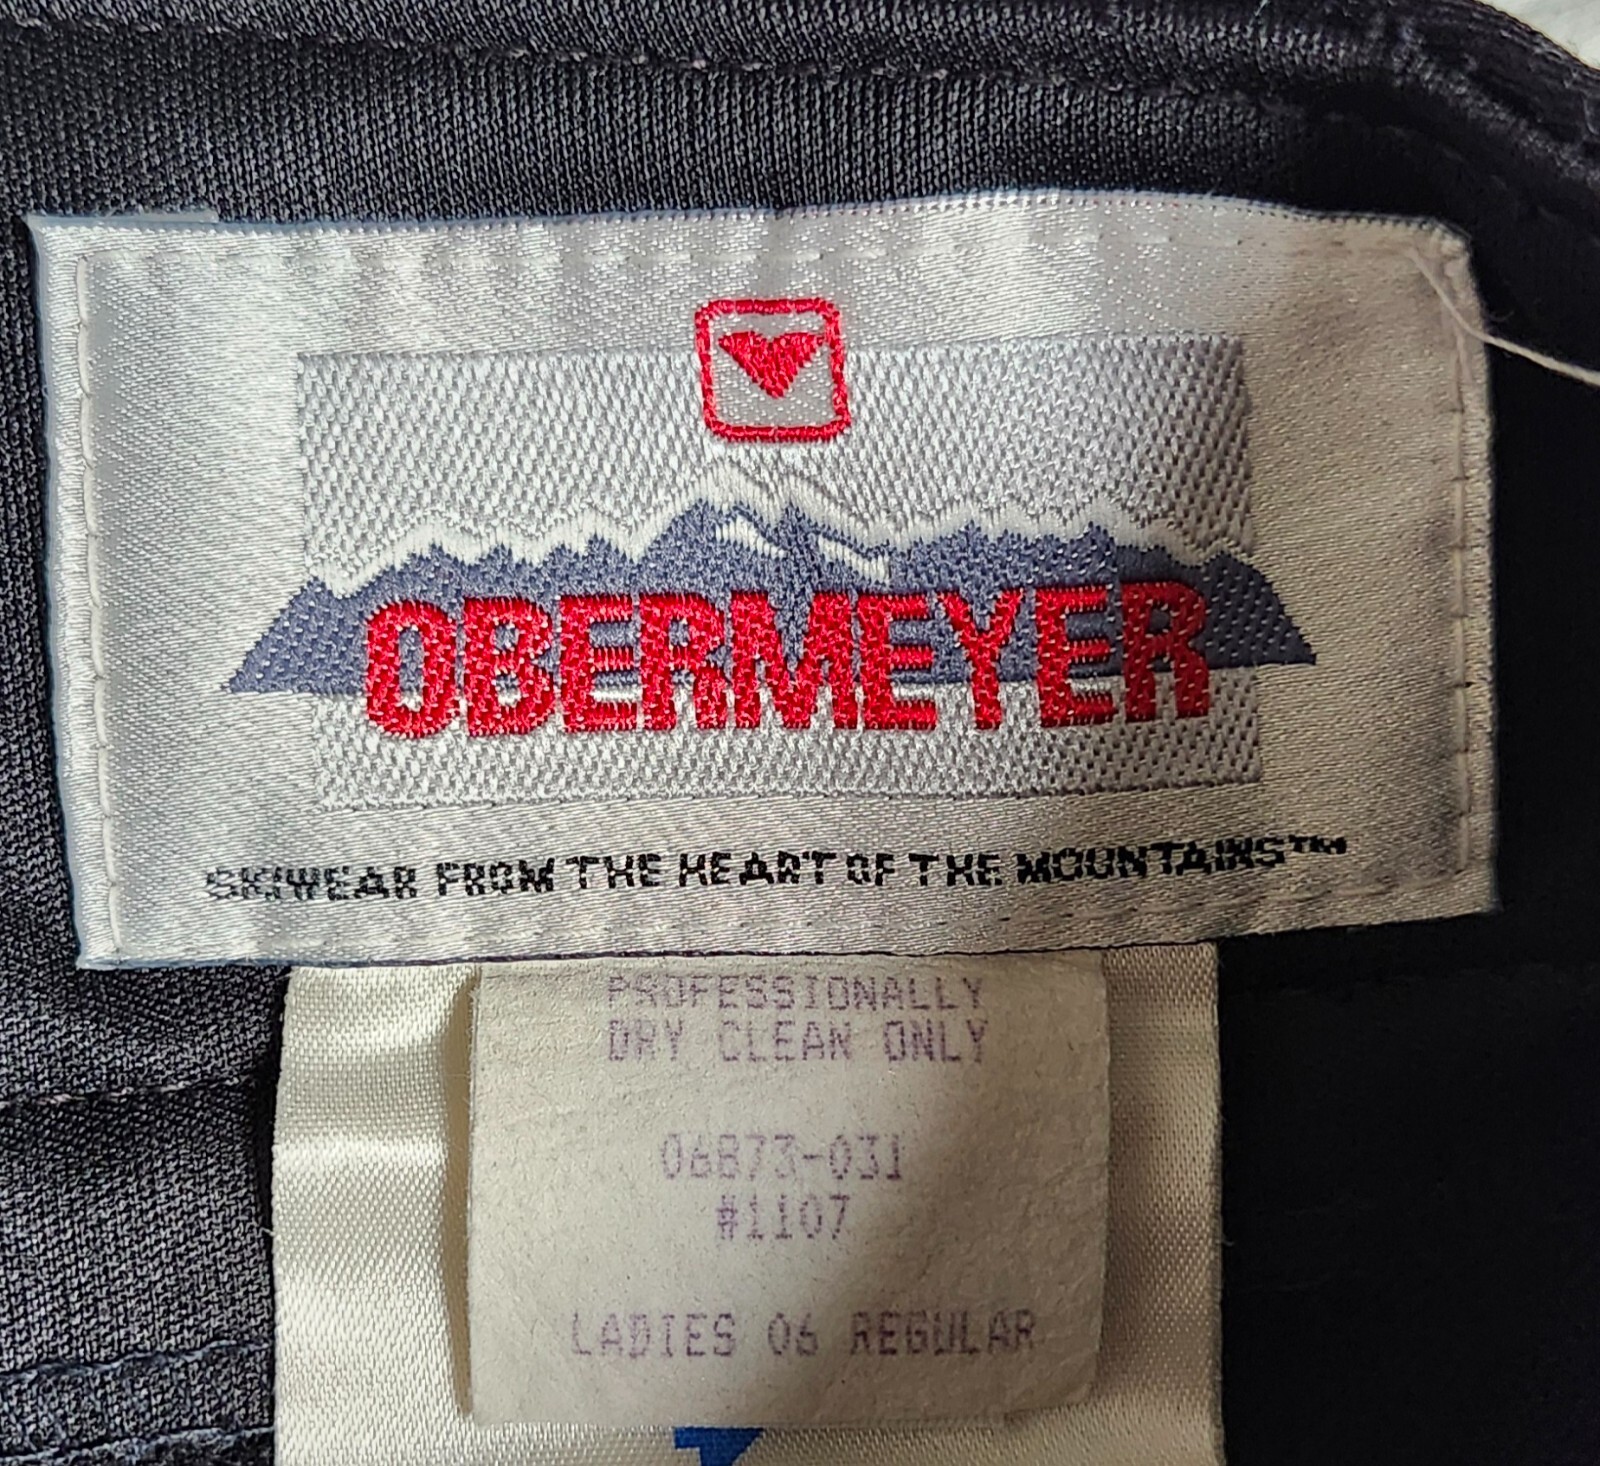 OBERMEYER
SKIWEAR FROM THE HEART OF THE MOUNTAINS™
PROFESSIONALLY
DRY CLEAN ONLY
06873-031
#1107
LADIES 06 REGULAR